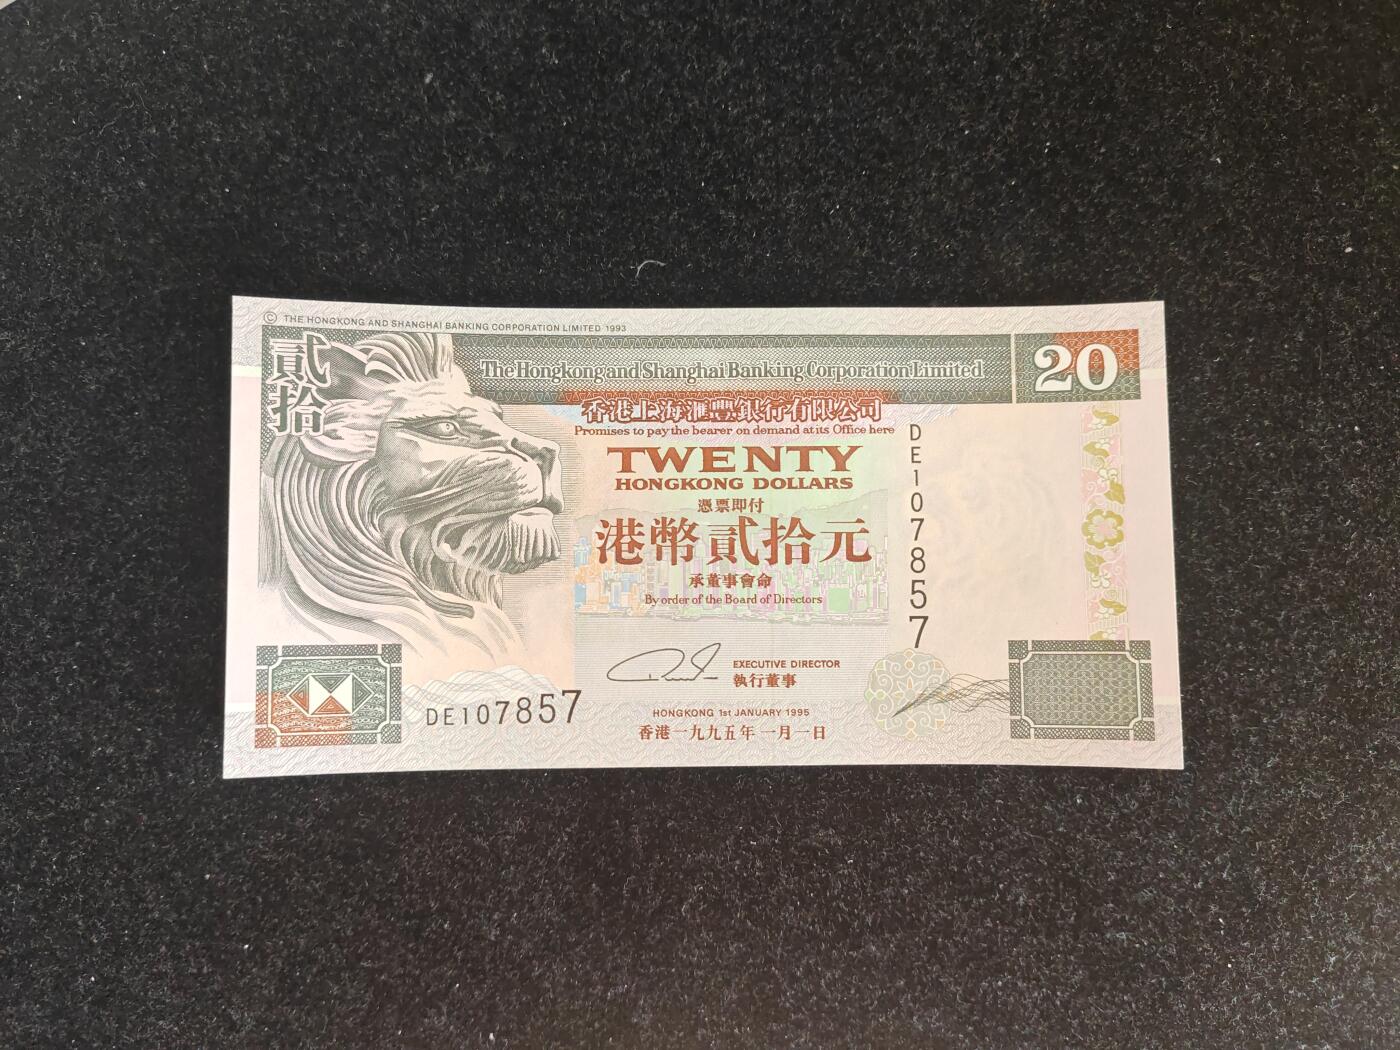 © THE HONGKONG AND SHANGHAI BANKING CORPORATION LIMITED 1993
貳拾
The Hongkong and Shanghai Banking Corporation Limited
20
香港上海滙豐銀行有限公司
Promises to pay the bearer on demand at its Office here
TWENTY
HONGKONG DOLLARS
憑票即付
港幣貳拾元
承董事會命
By order of the Board of Directors
DE107857
EXECUTIVE DIRECTOR
執行董事
DE107857
HONGKONG 1st JANUARY 1995
香港一九九五年一月一日